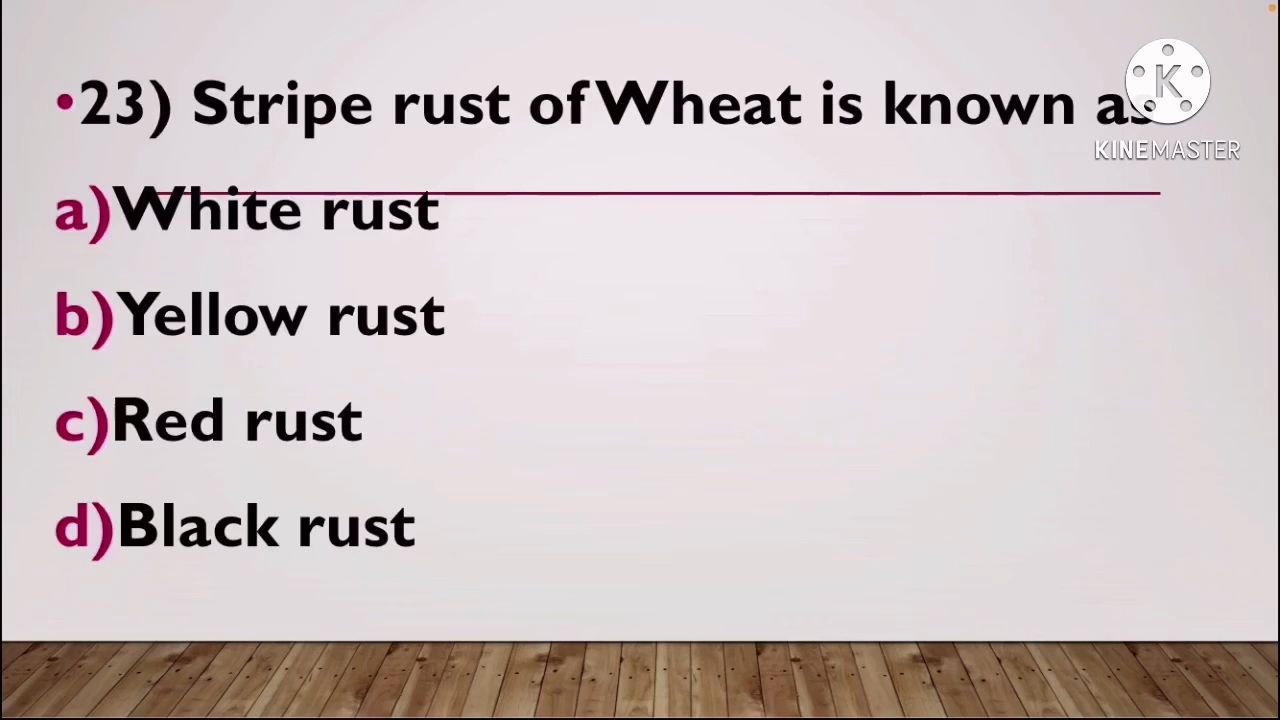 •23) Stripe rust of Wheat is known as
a)White rust
b)Yellow rust
c)Red rust
d)Black rust
K
KINEMASTER